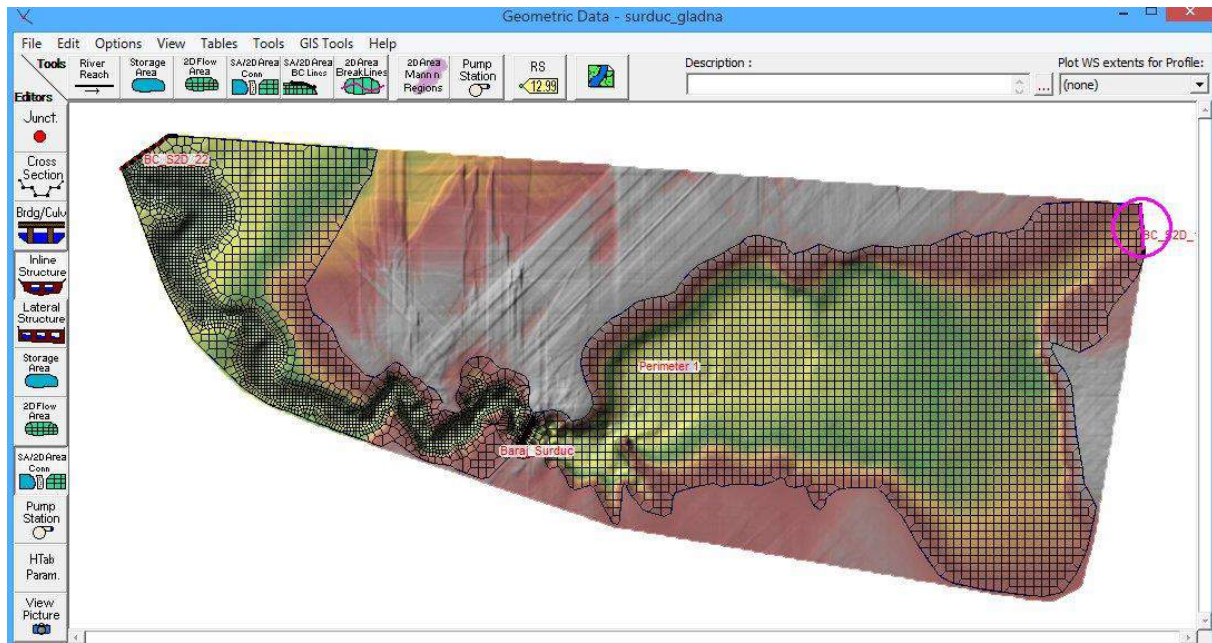 Geometric Data - surduc_gladna
File Edit Options View Tables Tools GIS Tools Help
Tools
Editors
River
Reach
Storage
Area
2D Flow
Area
SA/2D Area
Conn
SA/2D Area
BC Lines
2D Area
BreakLines
2D Area
Mann n
Regions
Pump
Station
RS
12.99
Description :
...
Plot WS extents for Profile:
(none)
Junct.
Cross
Section
Brdg/Culv
Inline
Structure
Lateral
Structure
Storage
Area
2D Flow
Area
SA/2D Area
Conn
Pump
Station
HTab
Param.
View
Picture
BC_S2D_22
BC_S2D_
Perimeter 1
Baraj_Surduc